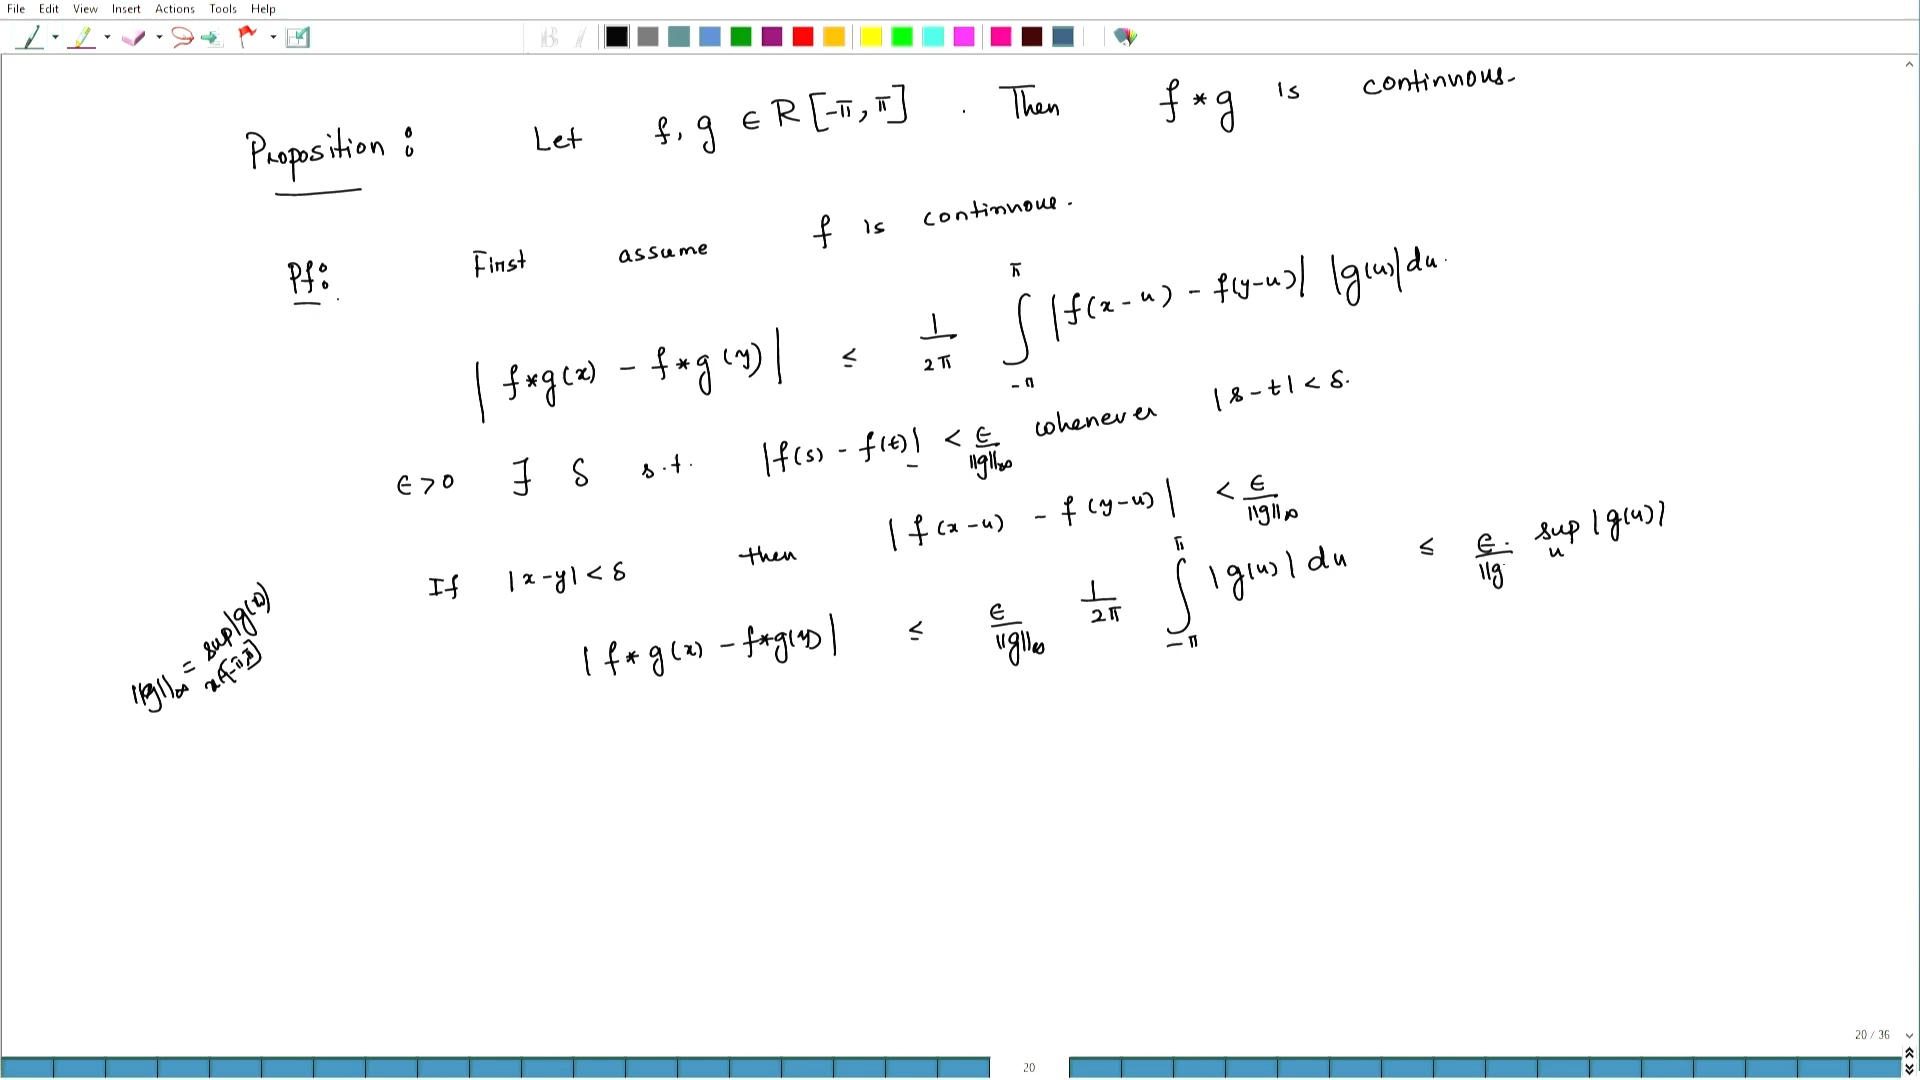 File Edit View Insert Actions Tools Help
Proposition : Let f, g ∈ R [-π, π] . Then f * g is continuous.
Pf: First assume f is continuous.
| f*g(x) - f*g(y) | ≤ 1/2π ∫_{-π}^{π} | f(x-u) - f(y-u) | |g(u)| du.
ϵ > 0 ∃ δ s.t. |f(s) - f(t)| < ϵ/||g||∞ whenever |s-t| < δ.
If |x-y| < δ then | f(x-u) - f(y-u) | < ϵ/||g||∞
| f*g(x) - f*g(y) | ≤ ϵ/||g||∞ 1/2π ∫_{-π}^{π} |g(u)| du ≤ ϵ/||g · sup_u |g(u)|
||g||∞ = sup_{x∈[-π,π]} |g(x)|
20 / 36
20